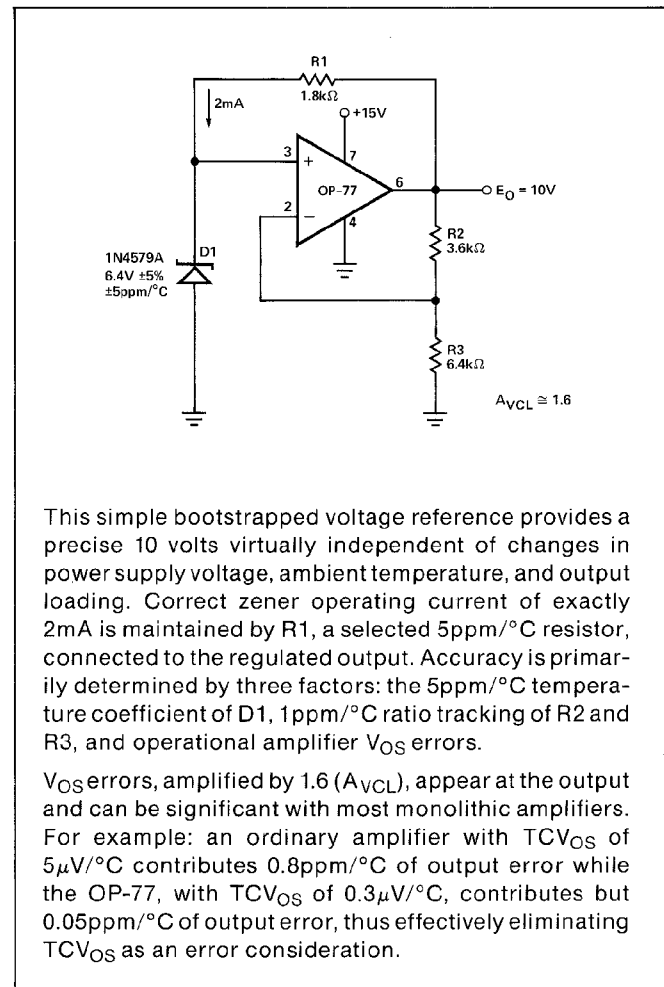 R1
1.8kΩ
2mA
+15V
3
+
7
OP-77
6
E_O = 10V
2
−
4
R2
3.6kΩ
1N4579A
D1
6.4V ±5%
±5ppm/°C
R3
6.4kΩ
A_VCL ≅ 1.6
This simple bootstrapped voltage reference provides a
precise 10 volts virtually independent of changes in
power supply voltage, ambient temperature, and output
loading. Correct zener operating current of exactly
2mA is maintained by R1, a selected 5ppm/°C resistor,
connected to the regulated output. Accuracy is primar-
ily determined by three factors: the 5ppm/°C tempera-
ture coefficient of D1, 1ppm/°C ratio tracking of R2 and
R3, and operational amplifier V_OS errors.
V_OS errors, amplified by 1.6 (A_VCL), appear at the output
and can be significant with most monolithic amplifiers.
For example: an ordinary amplifier with TCV_OS of
5μV/°C contributes 0.8ppm/°C of output error while
the OP-77, with TCV_OS of 0.3μV/°C, contributes but
0.05ppm/°C of output error, thus effectively eliminating
TCV_OS as an error consideration.